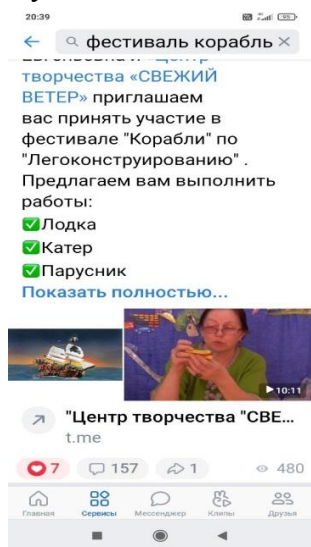 20:39
95
фестиваль корабль
творчества «СВЕЖИЙ
ВЕТЕР» приглашаем
вас принять участие в
фестивале "Корабли" по
"Легоконструированию" .
Предлагаем вам выполнить
работы:
✅Лодка
✅Катер
✅Парусник
Показать полностью...
10:11
"Центр творчества "СВЕ...
t.me
7 157 1 480
Главная Сервисы Мессенджер Клипы Друзья